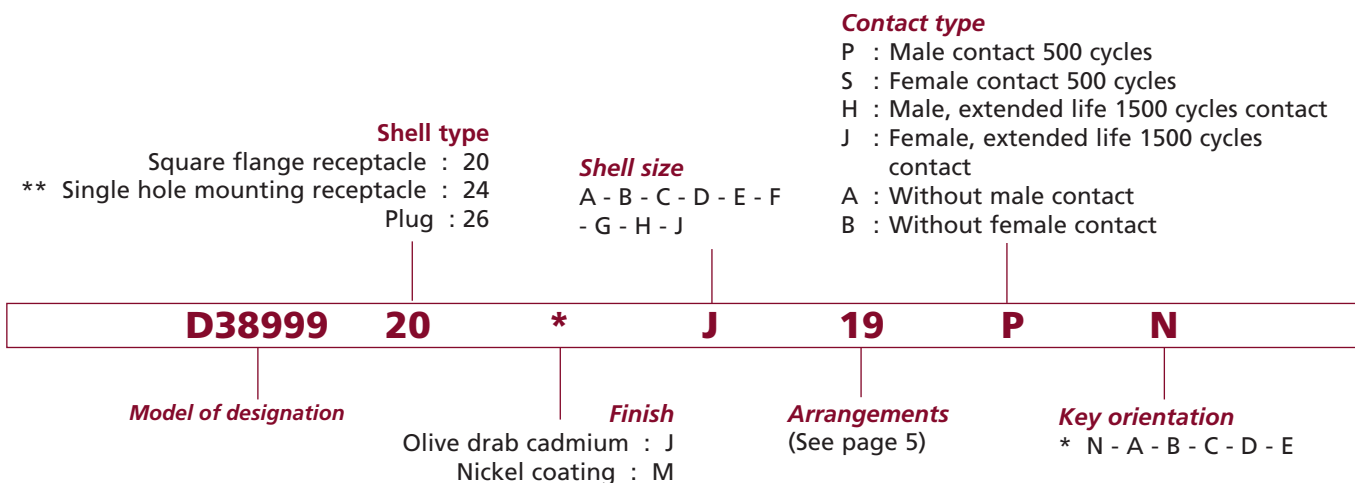 Contact type
P : Male contact 500 cycles
S : Female contact 500 cycles
H : Male, extended life 1500 cycles contact
J : Female, extended life 1500 cycles
contact
A : Without male contact
B : Without female contact
Shell type
Square flange receptacle : 20
** Single hole mounting receptacle : 24
Plug : 26
Shell size
A - B - C - D - E - F
- G - H - J
D38999 20 * J 19 P N
Model of designation
Finish
Olive drab cadmium : J
Nickel coating : M
Arrangements
(See page 5)
Key orientation
* N - A - B - C - D - E